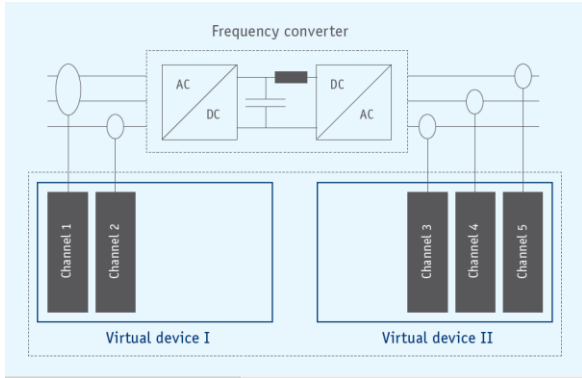 Frequency converter
AC
DC
DC
AC
Channel 1
Channel 2
Channel 3
Channel 4
Channel 5
Virtual device I
Virtual device II